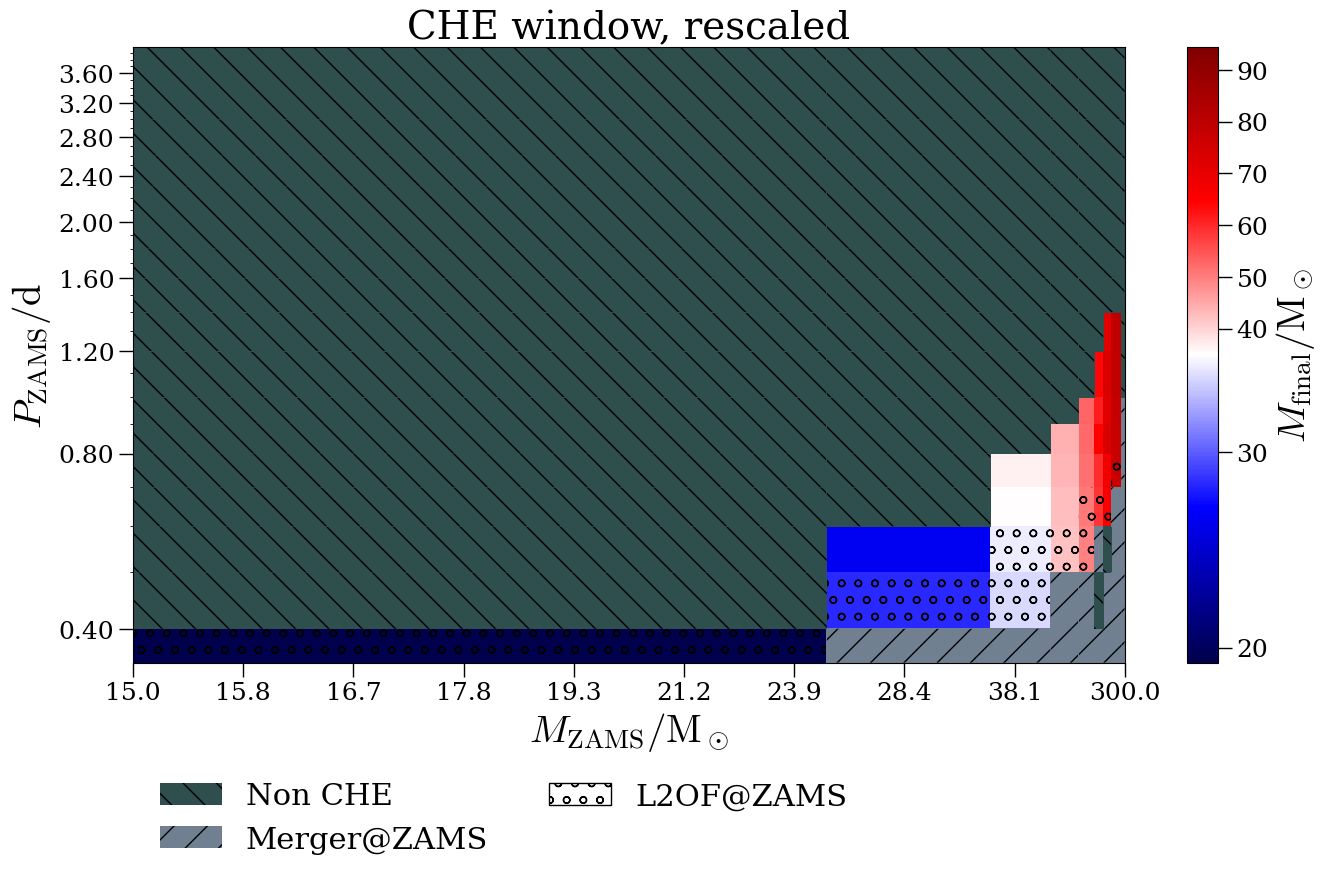 CHE window, rescaled
3.60
3.20
2.80
2.40
2.00
1.60
1.20
0.80
0.40
P_ZAMS/d
15.0 15.8 16.7 17.8 19.3 21.2 23.9 28.4 38.1 300.0
M_ZAMS/M_⊙
90
80
70
60
50
40
30
20
M_final/M_⊙
Non CHE
Merger@ZAMS
L2OF@ZAMS